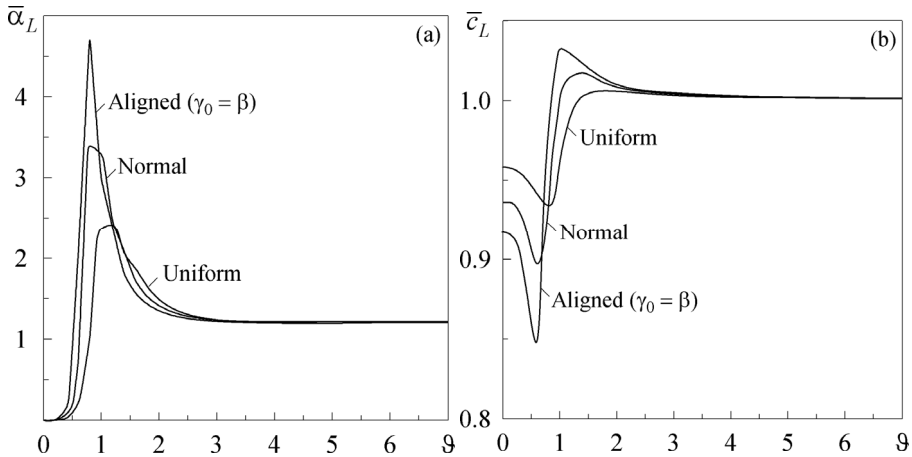 ᾱ_L
(a)
4
3
2
1
Aligned (γ₀ = β)
Normal
Uniform
0 1 2 3 4 5 6 ϑ
c̄_L
(b)
1.0
0.9
0.8
Uniform
Normal
Aligned (γ₀ = β)
0 1 2 3 4 5 6 ϑ